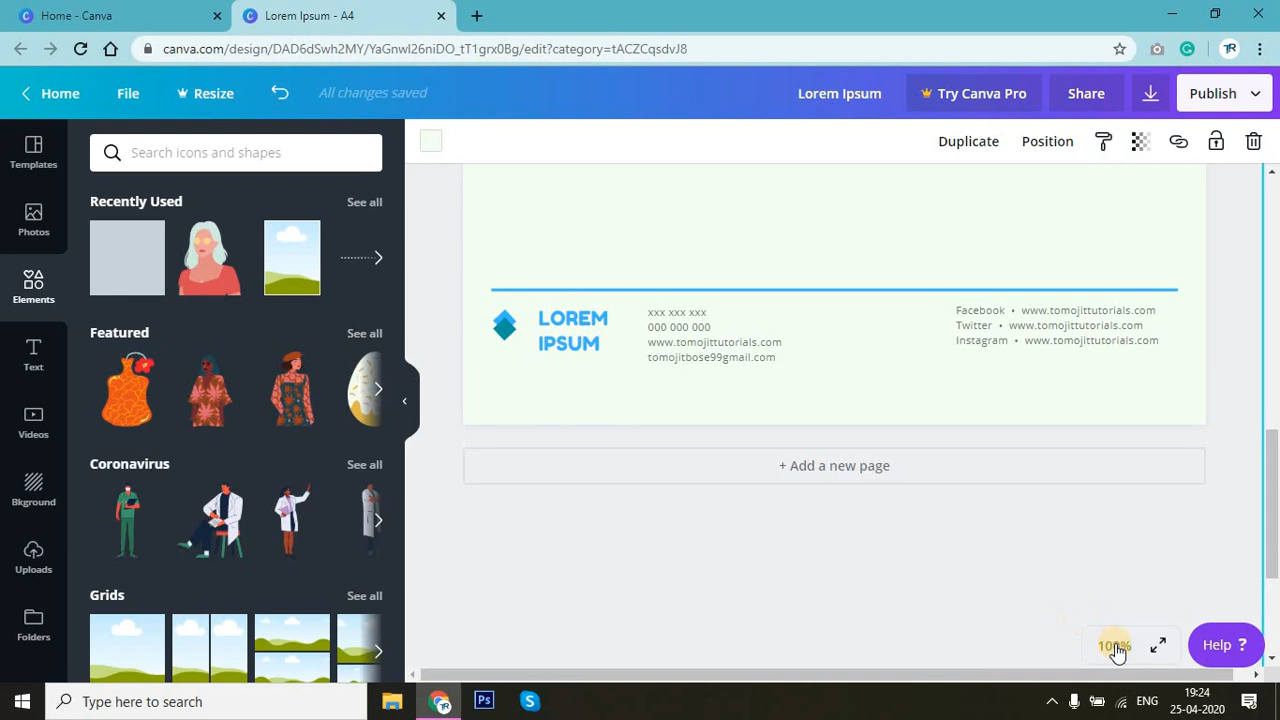 Home - Canva
Lorem Ipsum - A4
canva.com/design/DAD6dSwh2MY/YaGnwl26niDO_tT1grx0Bg/edit?category=tACZCqsdvJ8
Home
File
Resize
All changes saved
Lorem Ipsum
Try Canva Pro
Share
Publish
Templates
Photos
Elements
Text
Videos
Bkground
Uploads
Folders
Search icons and shapes
Recently Used
See all
Featured
See all
Coronavirus
See all
Grids
See all
Duplicate
Position
LOREM
IPSUM
xxx xxx xxx
000 000 000
www.tomojittutorials.com
tomojitbose99gmail.com
Facebook • www.tomojittutorials.com
Twitter • www.tomojittutorials.com
Instagram • www.tomojittutorials.com
+ Add a new page
100%
Help ?
Type here to search
Ps
ENG
19:24
25-04-2020